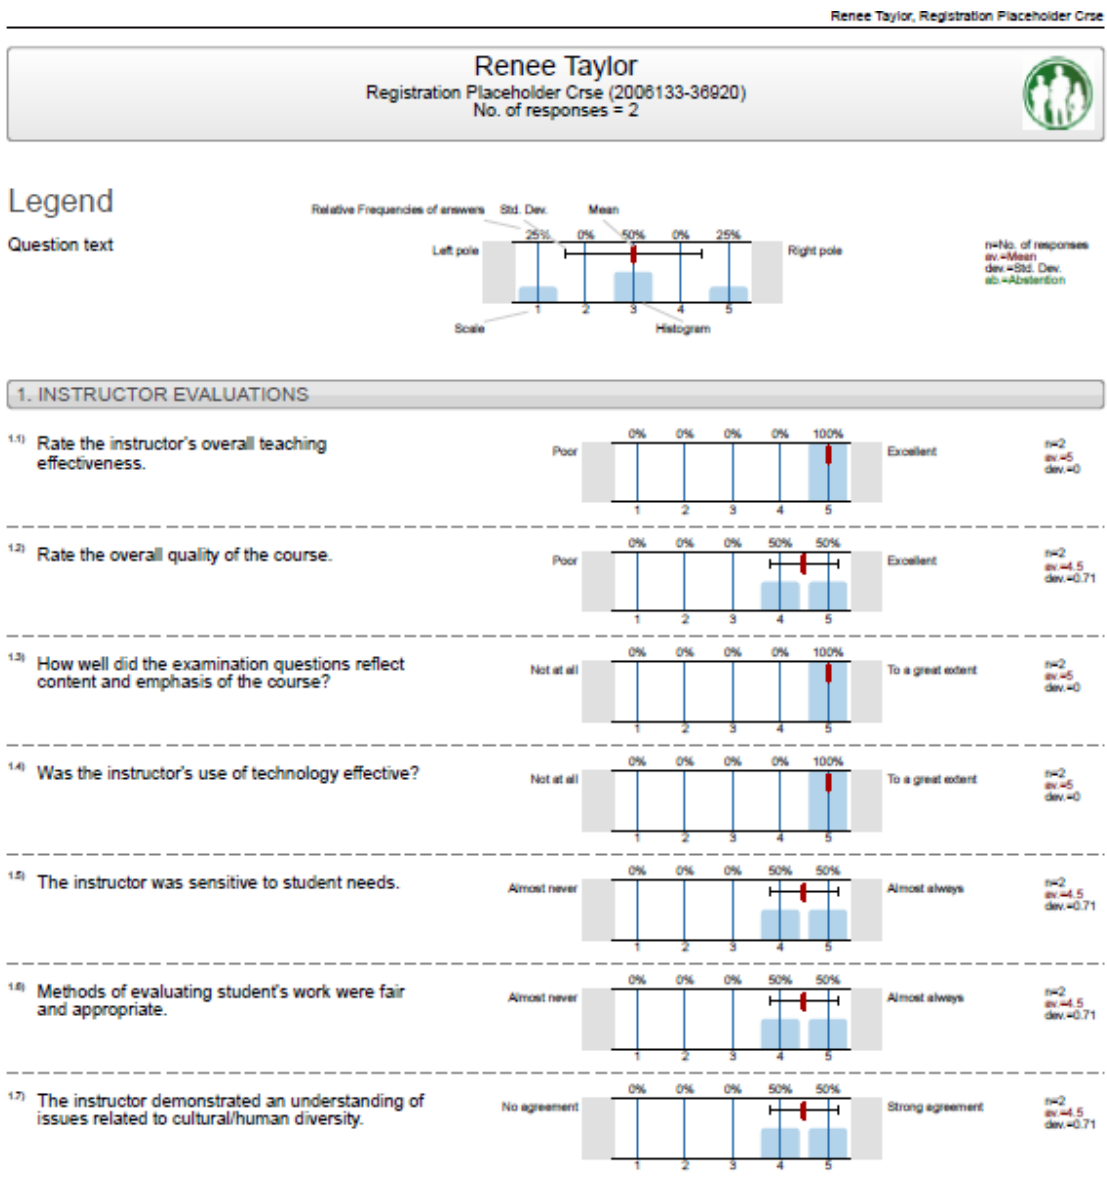 Renee Taylor, Registration Placeholder Crse
Renee Taylor
Registration Placeholder Crse (2006133-36920)
No. of responses = 2
Legend
Relative Frequencies of answers Std. Dev. Mean
25% 0% 50% 0% 25%
Question text
Left pole
Right pole
n=No. of responses
av.=Mean
dev.=Std. Dev.
ab.=Abstention
1 2 3 4 5
Scale
Histogram
1. INSTRUCTOR EVALUATIONS
1.1) Rate the instructor's overall teaching
effectiveness.
Poor
0% 0% 0% 0% 100%
1 2 3 4 5
Excellent
n=2
av.=5
dev.=0
1.2) Rate the overall quality of the course.
Poor
0% 0% 0% 50% 50%
1 2 3 4 5
Excellent
n=2
av.=4.5
dev.=0.71
1.3) How well did the examination questions reflect
content and emphasis of the course?
Not at all
0% 0% 0% 0% 100%
1 2 3 4 5
To a great extent
n=2
av.=5
dev.=0
1.4) Was the instructor's use of technology effective?
Not at all
0% 0% 0% 0% 100%
1 2 3 4 5
To a great extent
n=2
av.=5
dev.=0
1.5) The instructor was sensitive to student needs.
Almost never
0% 0% 0% 50% 50%
1 2 3 4 5
Almost always
n=2
av.=4.5
dev.=0.71
1.6) Methods of evaluating student's work were fair
and appropriate.
Almost never
0% 0% 0% 50% 50%
1 2 3 4 5
Almost always
n=2
av.=4.5
dev.=0.71
1.7) The instructor demonstrated an understanding of
issues related to cultural/human diversity.
No agreement
0% 0% 0% 50% 50%
1 2 3 4 5
Strong agreement
n=2
av.=4.5
dev.=0.71